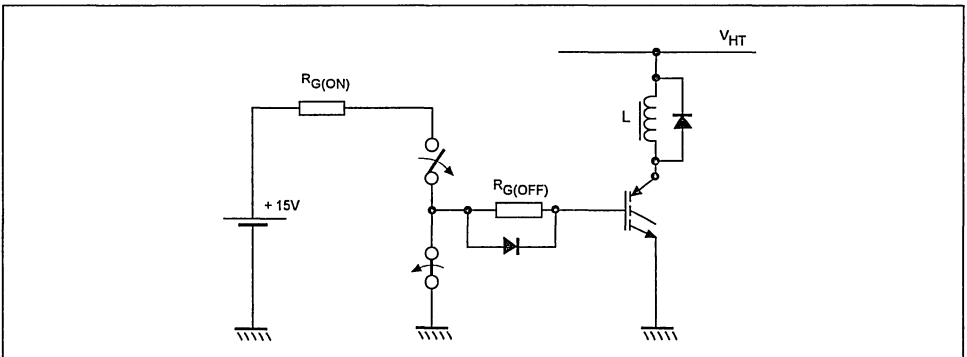 V_HT
R_G(ON)
L
R_G(OFF)
+ 15V